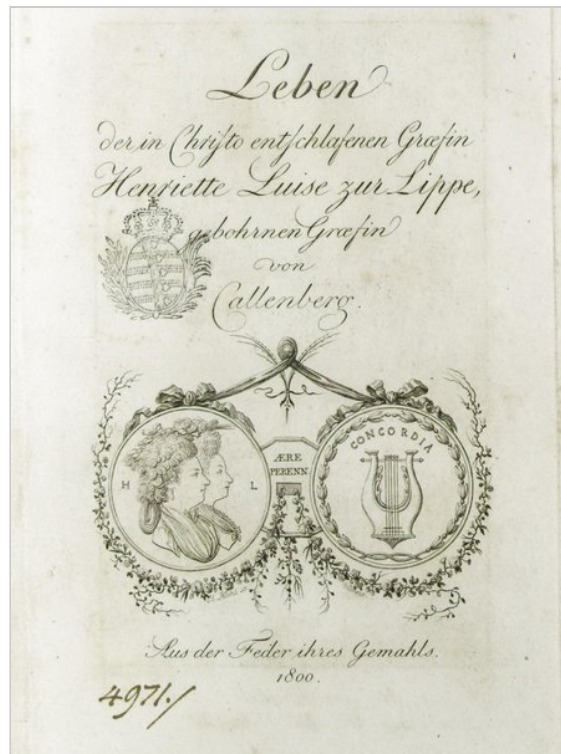 Leben
der in Chriſto entſchlafenen Græfin
Henriette Luise zur Lippe,
gebohrnen Græfin
von
Callenberg.
CONCORDIA
ÆRE
PERENN.
H L
Aus der Feder ihres Gemahls.
1800.
4971./